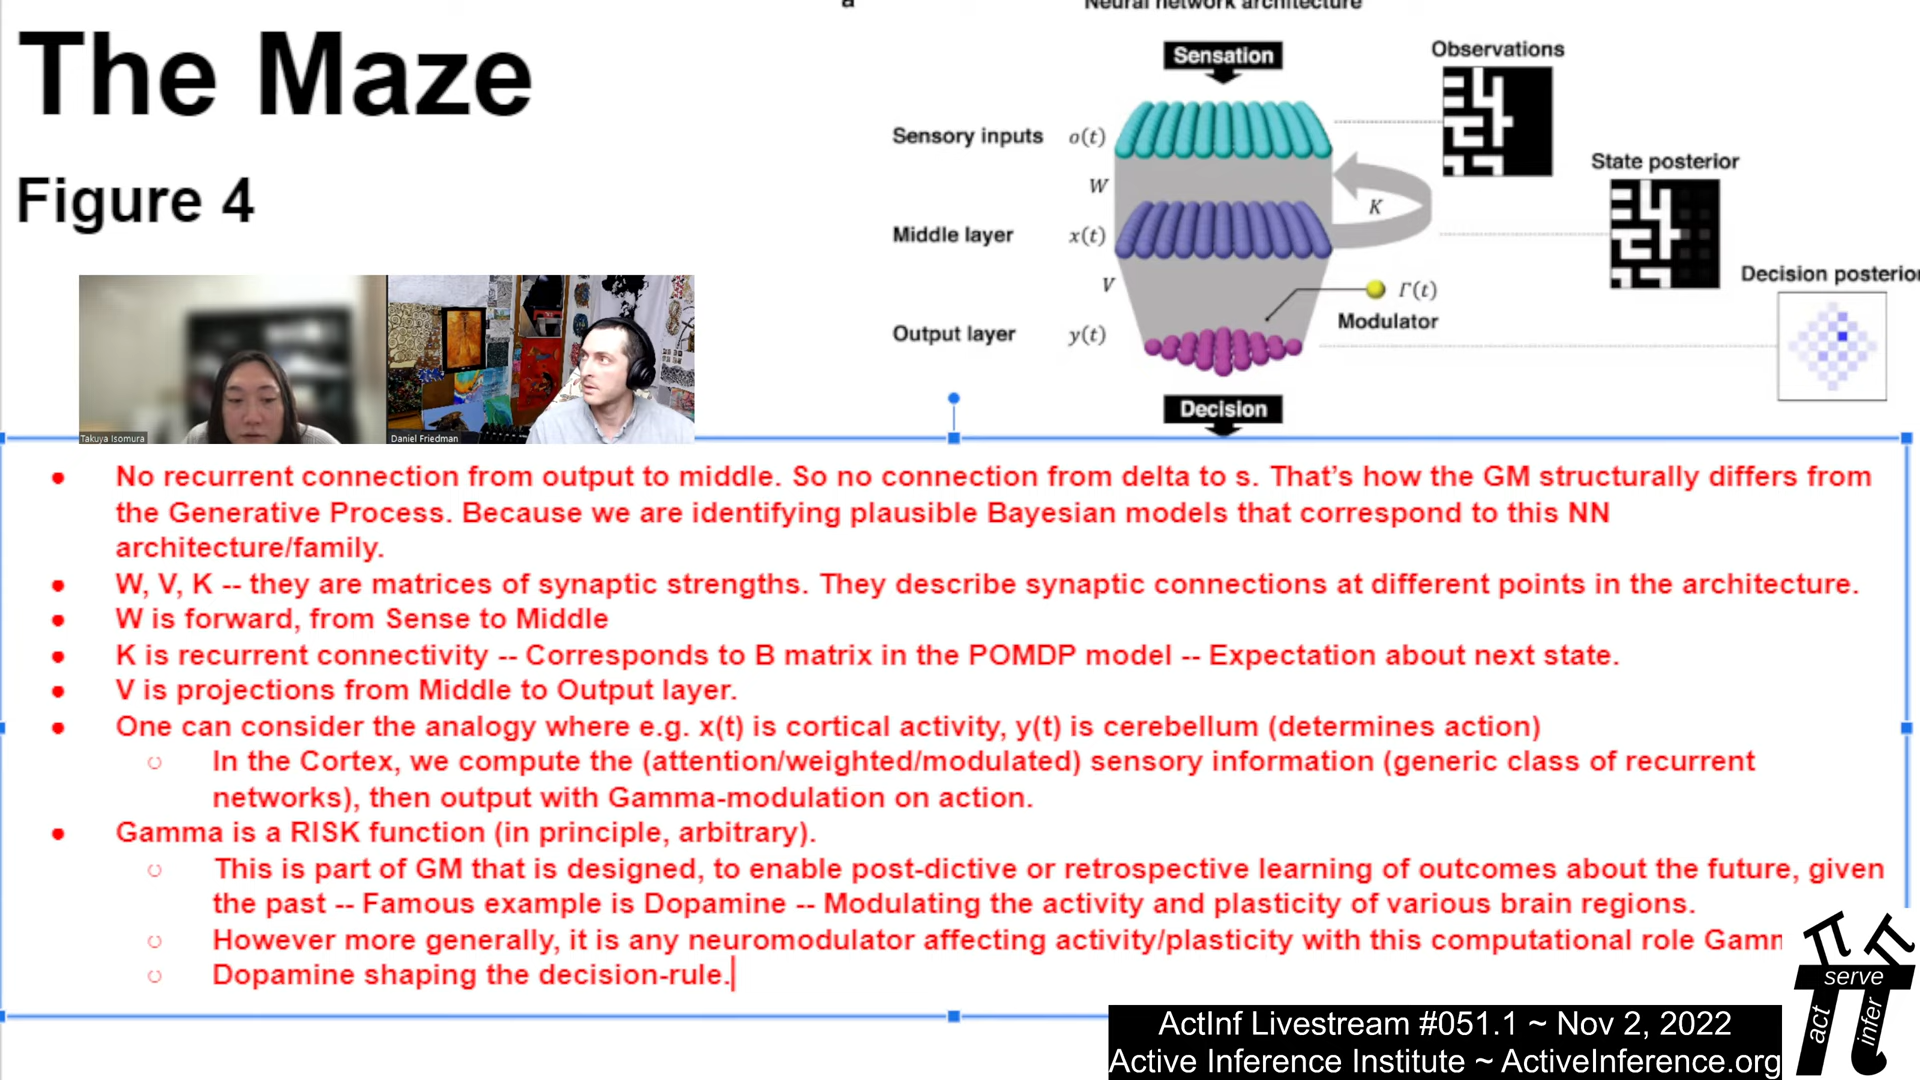 The Maze
Figure 4
a
Neural network architecture
Sensation
Observations
Sensory inputs o(t)
W
State posterior
K
Middle layer x(t)
V
Decision posterior
Γ(t)
Modulator
Output layer y(t)
Decision
Takuya Isomura
Daniel Friedman
No recurrent connection from output to middle. So no connection from delta to s. That's how the GM structurally differs from
the Generative Process. Because we are identifying plausible Bayesian models that correspond to this NN
architecture/family.
W, V, K -- they are matrices of synaptic strengths. They describe synaptic connections at different points in the architecture.
W is forward, from Sense to Middle
K is recurrent connectivity -- Corresponds to B matrix in the POMDP model -- Expectation about next state.
V is projections from Middle to Output layer.
One can consider the analogy where e.g. x(t) is cortical activity, y(t) is cerebellum (determines action)
In the Cortex, we compute the (attention/weighted/modulated) sensory information (generic class of recurrent
networks), then output with Gamma-modulation on action.
Gamma is a RISK function (in principle, arbitrary).
This is part of GM that is designed, to enable post-dictive or retrospective learning of outcomes about the future, given
the past -- Famous example is Dopamine -- Modulating the activity and plasticity of various brain regions.
However more generally, it is any neuromodulator affecting activity/plasticity with this computational role
Dopamine shaping the decision-rule.
serve
act
infer
ActInf Livestream #051.1 ~ Nov 2, 2022
Active Inference Institute ~ ActiveInference.org